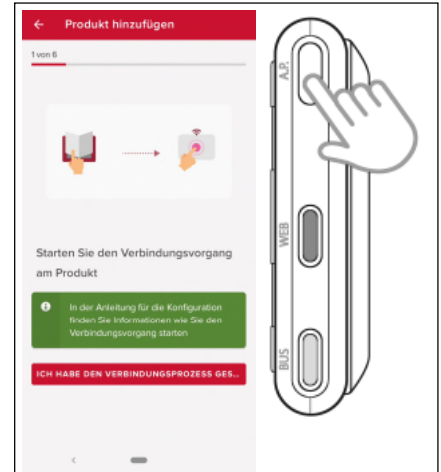 Produkt hinzufügen
1 von 6
Starten Sie den Verbindungsvorgang
am Produkt
In der Anleitung für die Konfiguration
finden Sie Informationen wie Sie den
Verbindungsvorgang starten
ICH HABE DEN VERBINDUNGSPROZESS GES...
A.P.
WEB
BUS